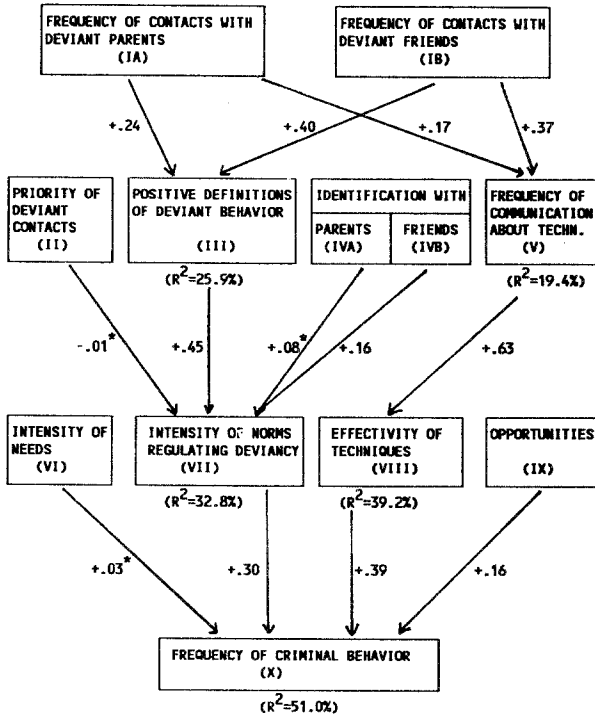 FREQUENCY OF CONTACTS WITH
DEVIANT PARENTS
(IA)
FREQUENCY OF CONTACTS WITH
DEVIANT FRIENDS
(IB)
+.24
+.40
+.17
+.37
PRIORITY OF
DEVIANT
CONTACTS
(II)
POSITIVE DEFINITIONS
OF DEVIANT BEHAVIOR
(III)
IDENTIFICATION WITH
PARENTS
(IVA)
FRIENDS
(IVB)
FREQUENCY OF
COMMUNICATION
ABOUT TECHN.
(V)
(R²=25.9%)
(R²=19.4%)
-.01*
+.45
+.08*
+.16
+.63
INTENSITY OF
NEEDS
(VI)
INTENSITY OF NORMS
REGULATING DEVIANCY
(VII)
EFFECTIVITY OF
TECHNIQUES
(VIII)
OPPORTUNITIES
(IX)
(R²=32.8%)
(R²=39.2%)
+.03*
+.30
+.39
+.16
FREQUENCY OF CRIMINAL BEHAVIOR
(X)
(R²=51.0%)